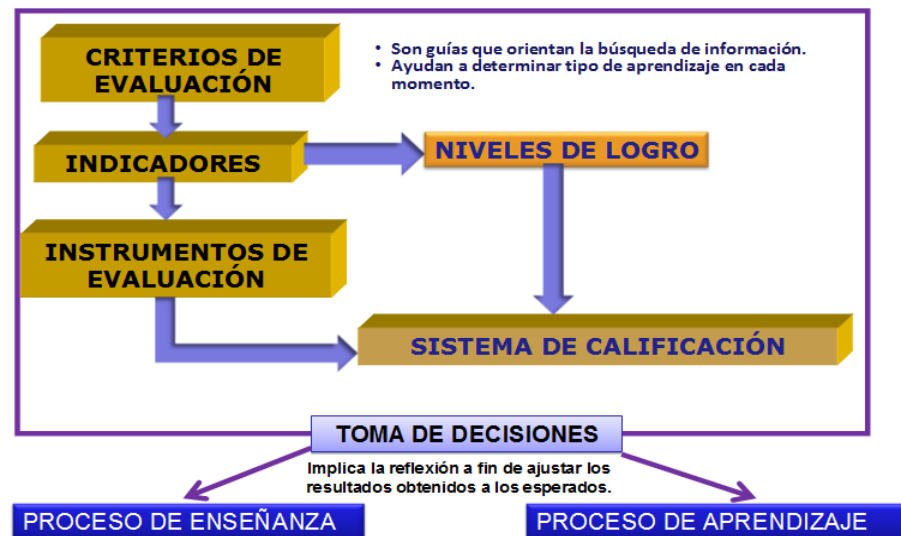 CRITERIOS DE
EVALUACIÓN
• Son guías que orientan la búsqueda de información.
• Ayudan a determinar tipo de aprendizaje en cada
momento.
INDICADORES
NIVELES DE LOGRO
INSTRUMENTOS DE
EVALUACIÓN
SISTEMA DE CALIFICACIÓN
TOMA DE DECISIONES
Implica la reflexión a fin de ajustar los
resultados obtenidos a los esperados.
PROCESO DE ENSEÑANZA
PROCESO DE APRENDIZAJE